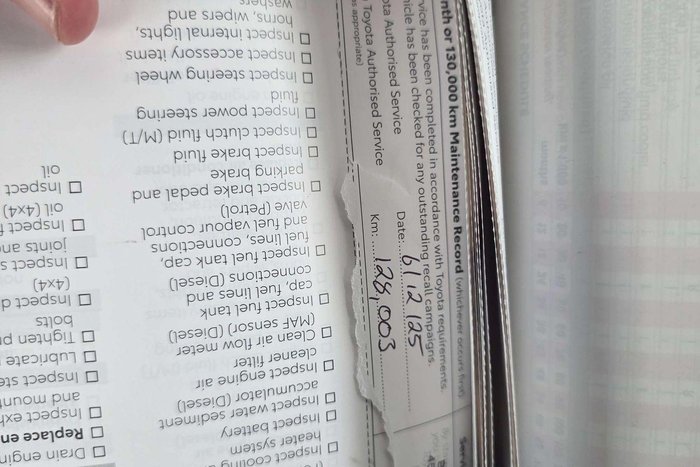 nth or 130,000 km Maintenance Record (whichever occurs first)
vice has been completed in accordance with Toyota requirements.
hicle has been checked for any outstanding recall campaigns.
ota Authorised Service
Toyota Authorised Service
as appropriate)
Date: 6/12/25
Km: 128,003
Serv
Inspect cooling
heater system
Inspect battery
Inspect water sediment
accumulator (Diesel)
Inspect engine air
cleaner filter
Clean air flow meter
(MAF sensor) (Diesel)
Inspect fuel tank
cap, fuel lines and
connections (Diesel)
Inspect fuel tank cap,
fuel lines, connections
and fuel vapour control
valve (Petrol)
Inspect brake pedal and
parking brake
Inspect brake fluid
Inspect clutch fluid (M/T)
Inspect power steering
fluid
Inspect steering wheel
Inspect accessory items
Inspect internal lights,
horns, wipers and
washers
Drain engin
Replace en
Inspect exh
and mount
Inspect ste
Lubricate
Tighten pr
bolts
Inspect d
(4x4)
Inspect s
joints and
Inspect f
oil (4x4)
Inspect t
oil